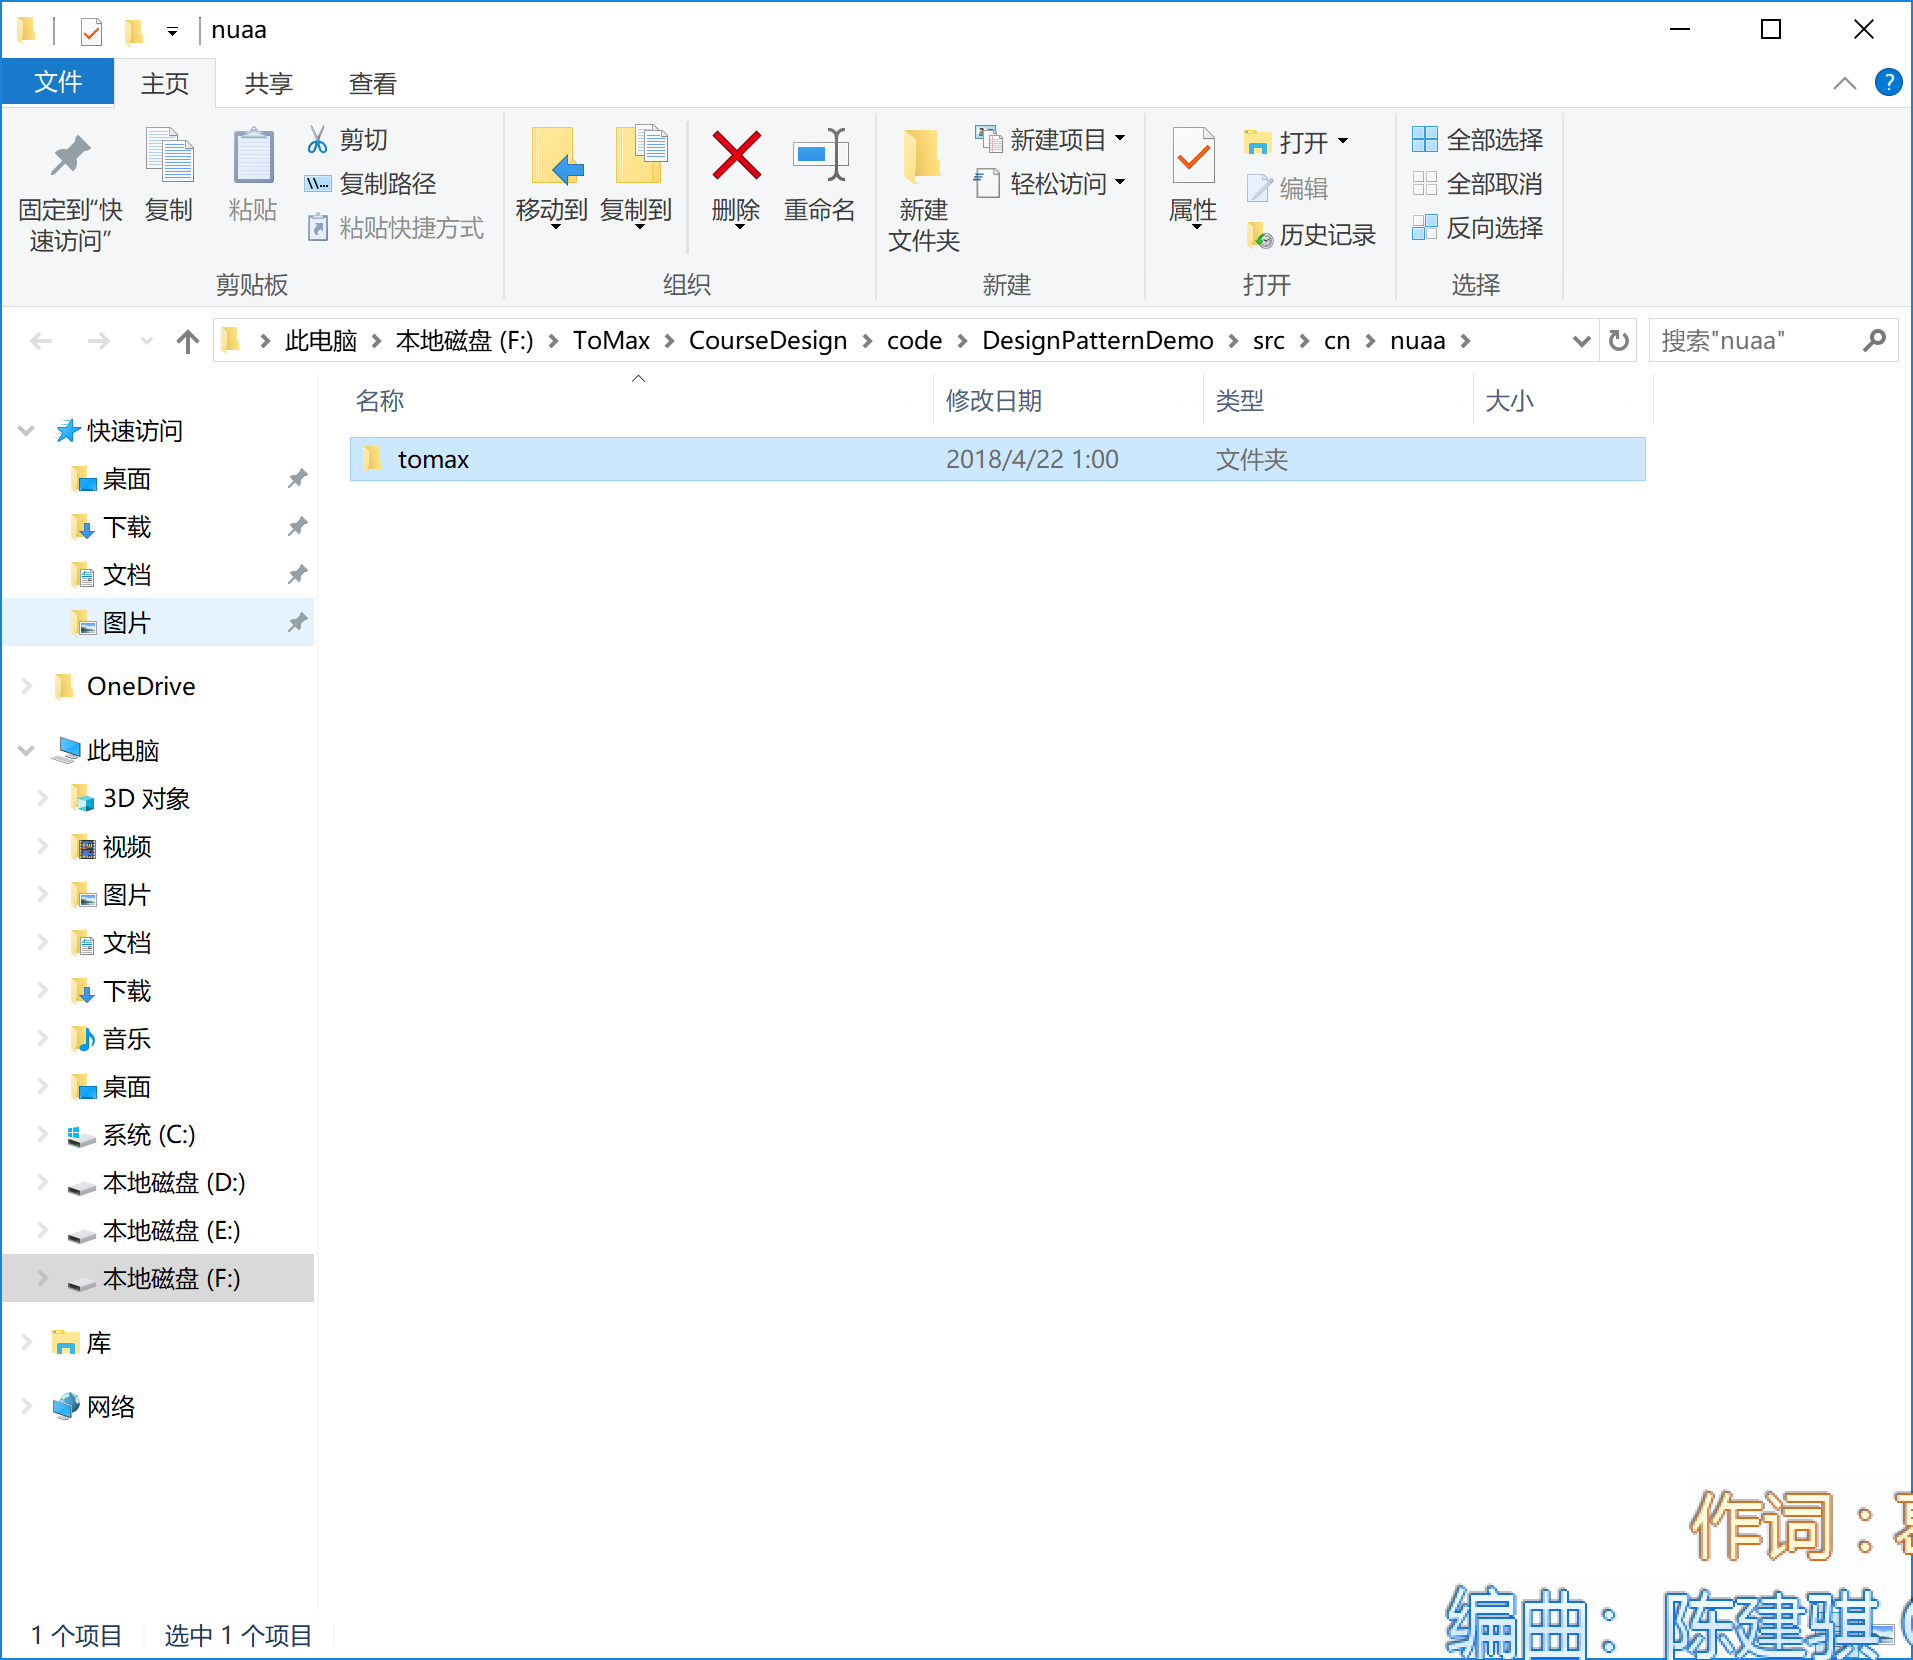 nuaa
文件 主页 共享 查看
固定到“快
速访问”
复制
粘贴
剪切
复制路径
粘贴快捷方式
剪贴板
移动到
复制到
删除
重命名
组织
新建
文件夹
新建项目
轻松访问
新建
属性
打开
编辑
历史记录
打开
全部选择
全部取消
反向选择
选择
此电脑 本地磁盘 (F:) ToMax CourseDesign code DesignPatternDemo src cn nuaa
搜索"nuaa"
名称 修改日期 类型 大小
tomax 2018/4/22 1:00 文件夹
快速访问
桌面
下载
文档
图片
OneDrive
此电脑
3D 对象
视频
图片
文档
下载
音乐
桌面
系统 (C:)
本地磁盘 (D:)
本地磁盘 (E:)
本地磁盘 (F:)
库
网络
作词：
编曲：陈建骐
1 个项目 选中 1 个项目